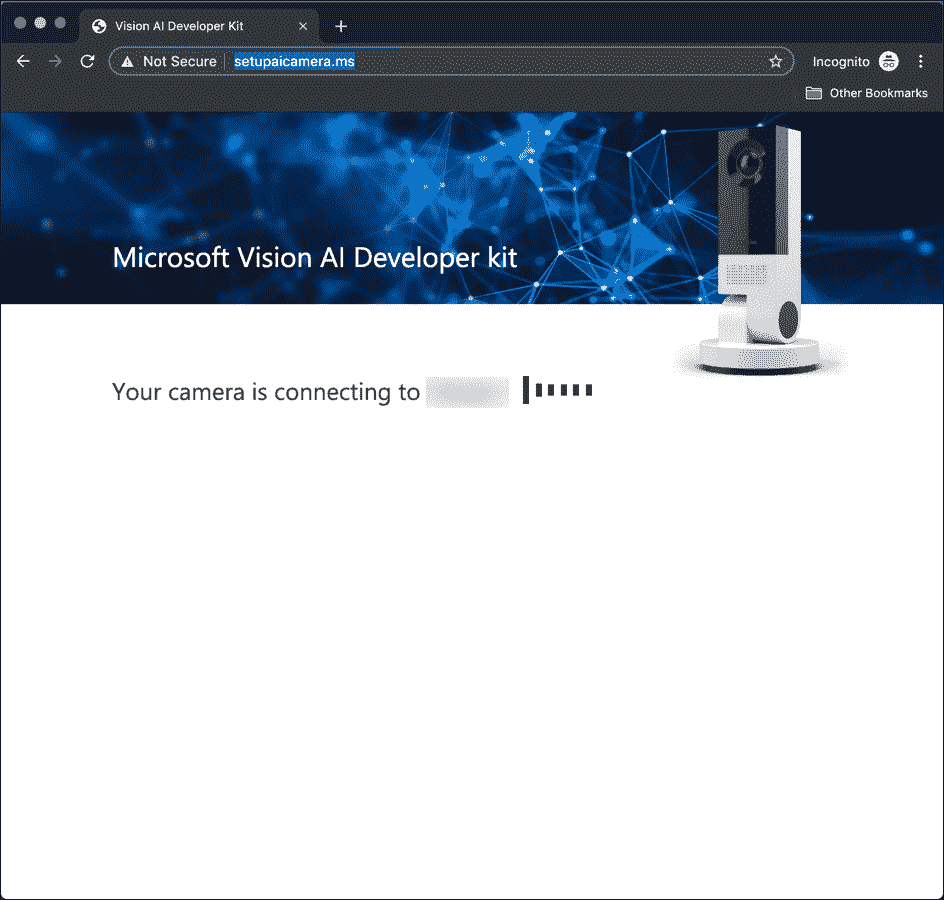 Vision AI Developer Kit
Not Secure setupaicamera.ms Incognito
Other Bookmarks
Microsoft Vision AI Developer kit
Your camera is connecting to